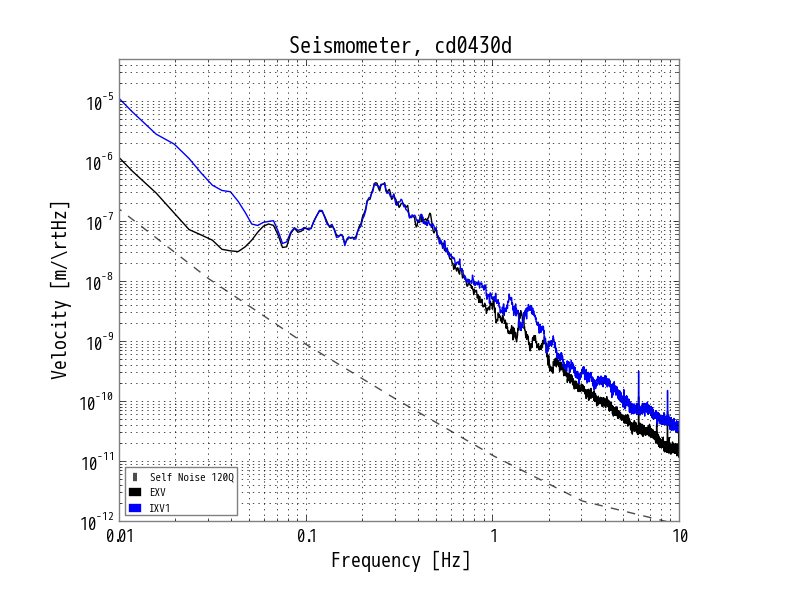 Seismometer, cd0430d
Velocity [m/\rtHz]
10^-5
10^-6
10^-7
10^-8
10^-9
10^-10
10^-11
10^-12
Self Noise 120Q
EXV
IXV1
0.01 0.1 1 10
Frequency [Hz]